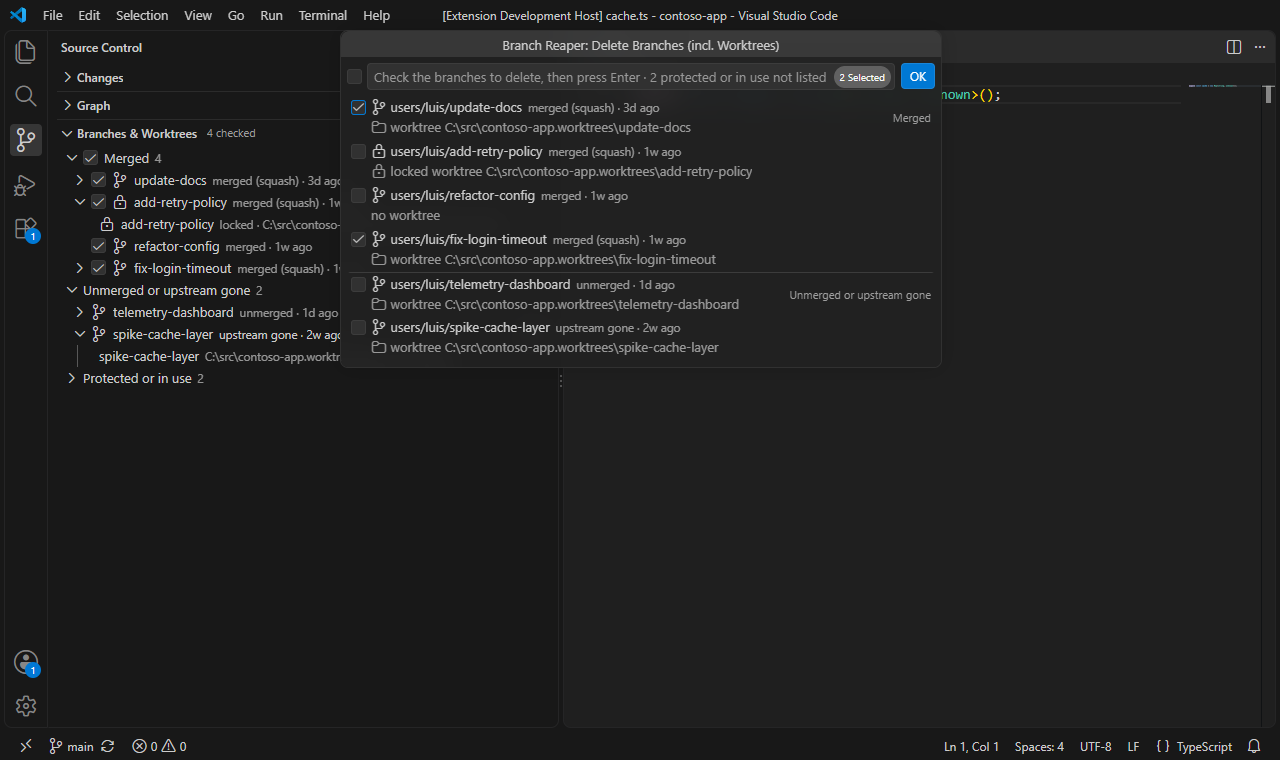 File Edit Selection View Go Run Terminal Help [Extension Development Host] cache.ts - contoso-app - Visual Studio Code
Branch Reaper: Delete Branches (incl. Worktrees)
Check the branches to delete, then press Enter · 2 protected or in use not listed 2 Selected OK
users/luis/update-docs merged (squash) · 3d ago
worktree C:\src\contoso-app.worktrees\update-docs
Merged
users/luis/add-retry-policy merged (squash) · 1w ago
locked worktree C:\src\contoso-app.worktrees\add-retry-policy
users/luis/refactor-config merged · 1w ago
no worktree
users/luis/fix-login-timeout merged (squash) · 1w ago
worktree C:\src\contoso-app.worktrees\fix-login-timeout
users/luis/telemetry-dashboard unmerged · 1d ago
worktree C:\src\contoso-app.worktrees\telemetry-dashboard
Unmerged or upstream gone
users/luis/spike-cache-layer upstream gone · 2w ago
worktree C:\src\contoso-app.worktrees\spike-cache-layer
Source Control
Changes
Graph
Branches & Worktrees 4 checked
Merged 4
update-docs merged (squash) · 3d ago
add-retry-policy merged (squash) · 1w
add-retry-policy locked · C:\src\contoso-
refactor-config merged · 1w ago
fix-login-timeout merged (squash) · 1w
Unmerged or upstream gone 2
telemetry-dashboard unmerged · 1d ago
spike-cache-layer upstream gone · 2w ago
spike-cache-layer C:\src\contoso-app.worktr
Protected or in use 2
nown>();
1
1
main 0 0 Ln 1, Col 1 Spaces: 4 UTF-8 LF { } TypeScript